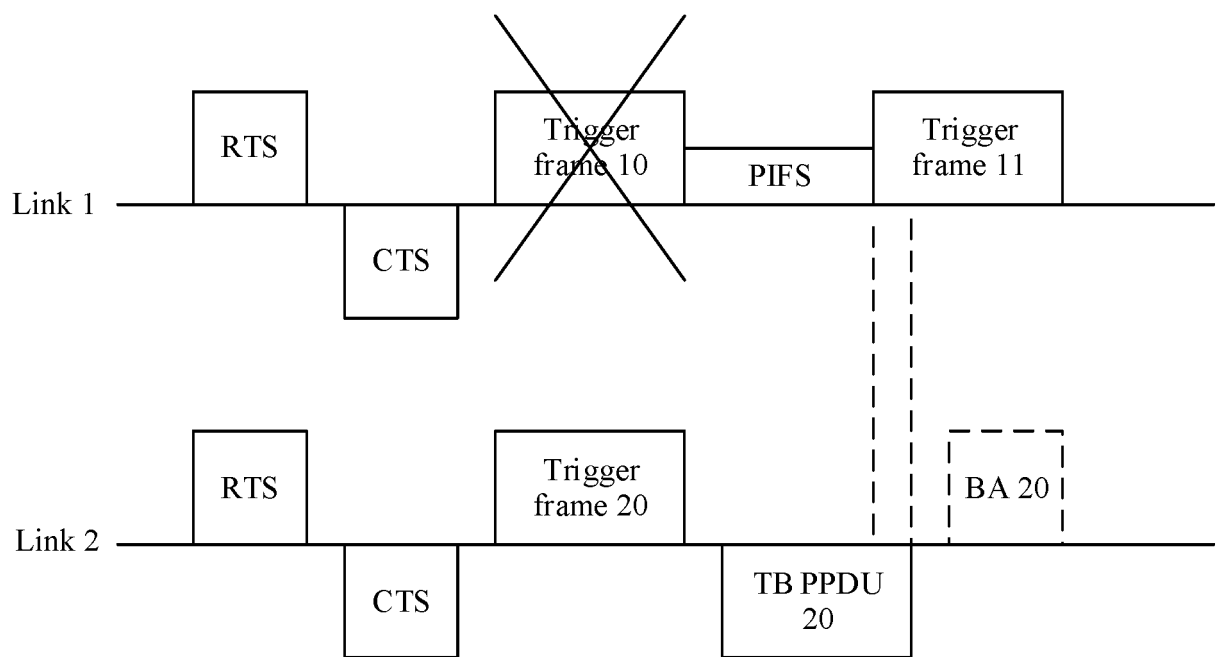 RTS
Trigger
frame 10
PIFS
Trigger
frame 11
Link 1
CTS
RTS
Trigger
frame 20
BA 20
Link 2
CTS
TB PPDU
20